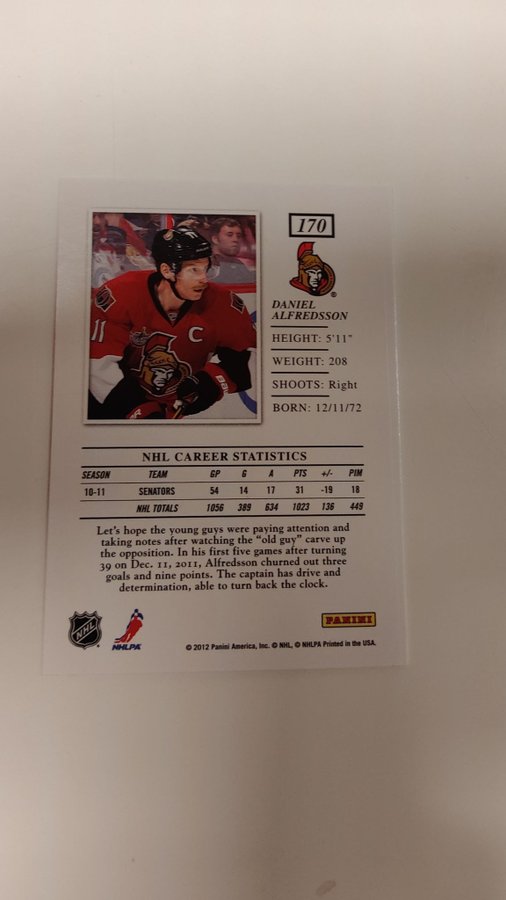 170
DANIEL
ALFREDSSON
HEIGHT: 5'11"
WEIGHT: 208
SHOOTS: Right
BORN: 12/11/72
11
C
NHL CAREER STATISTICS
SEASON TEAM GP G A PTS +/- PIM
10-11 SENATORS 54 14 17 31 -19 18
NHL TOTALS 1056 389 634 1023 136 449
Let's hope the young guys were paying attention and
taking notes after watching the “old guy” carve up
the opposition. In his first five games after turning
39 on Dec. 11, 2011, Alfredsson churned out three
goals and nine points. The captain has drive and
determination, able to turn back the clock.
NHL
NHLPA
PANINI
© 2012 Panini America, Inc. © NHL, © NHLPA Printed in the USA.